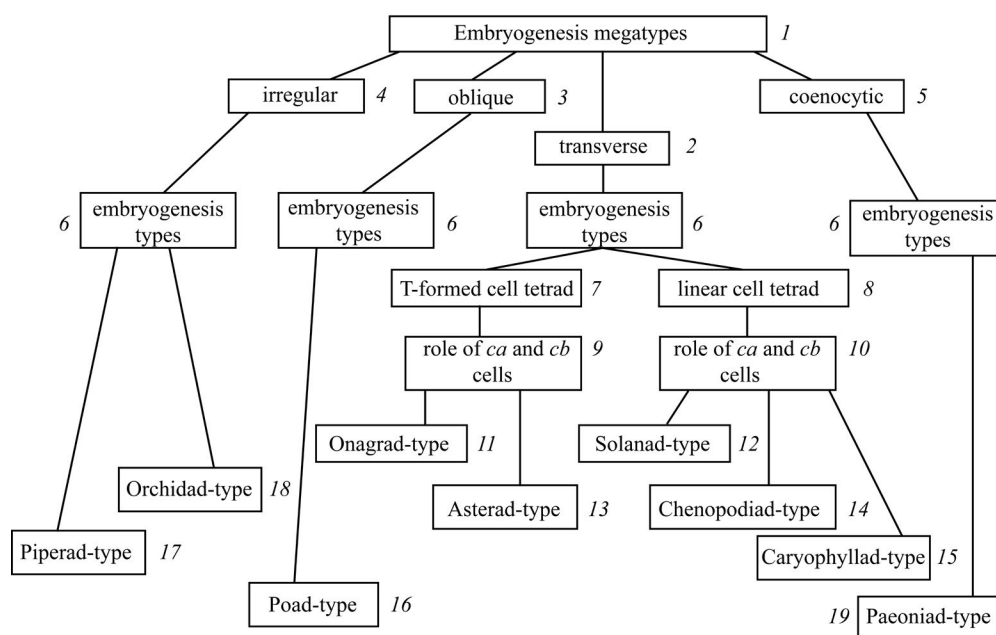 Embryogenesis megatypes 1
irregular 4
oblique 3
coenocytic 5
transverse 2
6 embryogenesis
types
embryogenesis
types 6
embryogenesis
types 6
6 embryogenesis
types
T-formed cell tetrad 7
linear cell tetrad 8
role of ca and cb
cells 9
role of ca and cb
cells 10
Onagrad-type 11
Solanad-type 12
Orchidad-type 18
Asterad-type 13
Chenopodiad-type 14
Piperad-type 17
Caryophyllad-type 15
Poad-type 16
19 Paeoniad-type